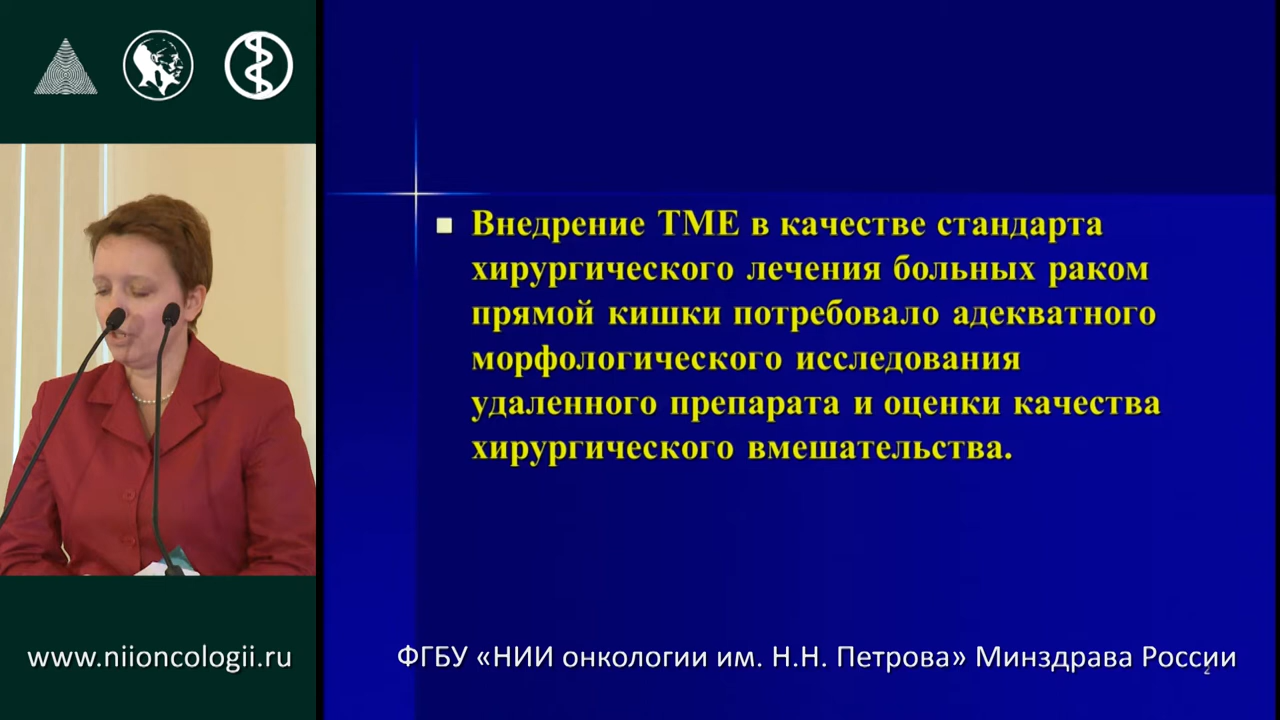 Внедрение ТМЕ в качестве стандарта
хирургического лечения больных раком
прямой кишки потребовало адекватного
морфологического исследования
удаленного препарата и оценки качества
хирургического вмешательства.
www.niioncologii.ru
ФГБУ «НИИ онкологии им. Н.Н. Петрова» Минздрава России
2